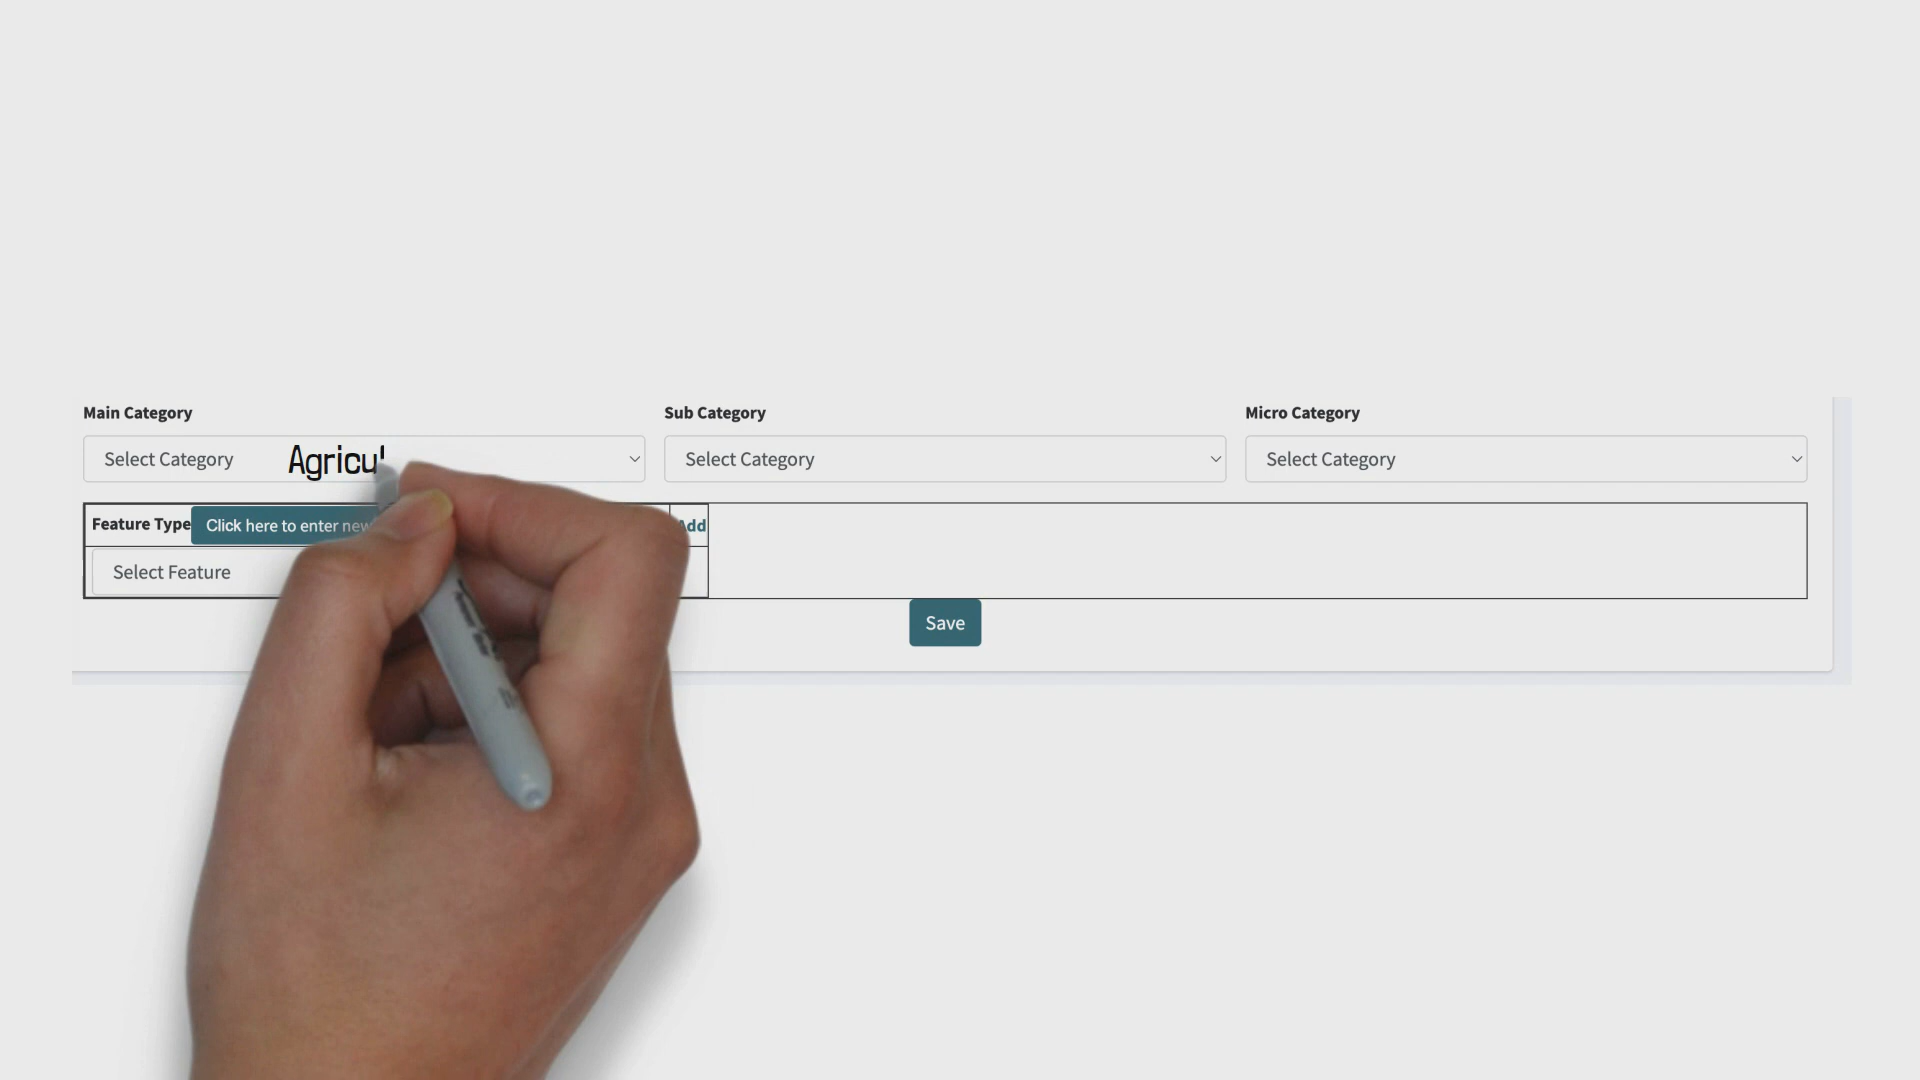 Main Category
Sub Category
Micro Category
Select Category
Agricul
Select Category
Select Category
Feature Type
Click here to enter new
Add
Select Feature
Save